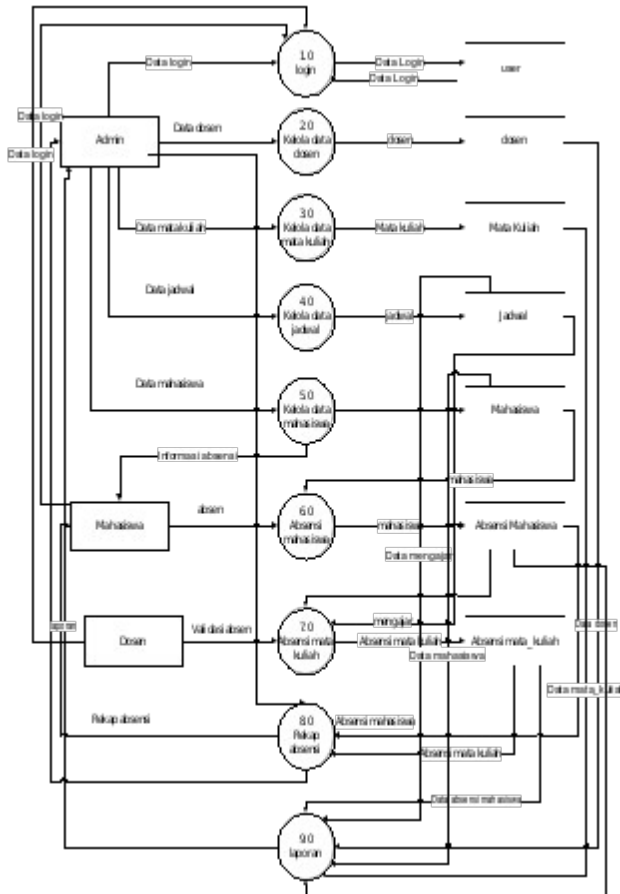 1.0
login
Data login
Data Login
Data Login
user
Data login
Data login
Admin
Data dosen
2.0
Kelola data
dosen
dosen
dosen
Data matakuliah
3.0
Kelola data
mata kuliah
Mata kuliah
Mata Kuliah
Data jadwal
4.0
Kelola data
jadwal
jadwal
Jadwal
Data mahasiswa
5.0
Kelola data
mahasiswa
Mahasiswa
Informasi absensi
mahasiswa
Mahasiswa
absen
6.0
Absensi
mahasiswa
mahasiswa
Absensi Mahasiswa
Data mengajar
Dosen
Validasi absen
7.0
Absensi mata
kuliah
mengajar
Absensi mata kuliah
Data mahasiswa
Absensi mata_kuliah
Data dosen
Data mata_kuliah
Rekap absensi
8.0
Rekap
absensi
Absensi mahasiswa
Absensi mata kuliah
Data absensi mahasiswa
9.0
laporan